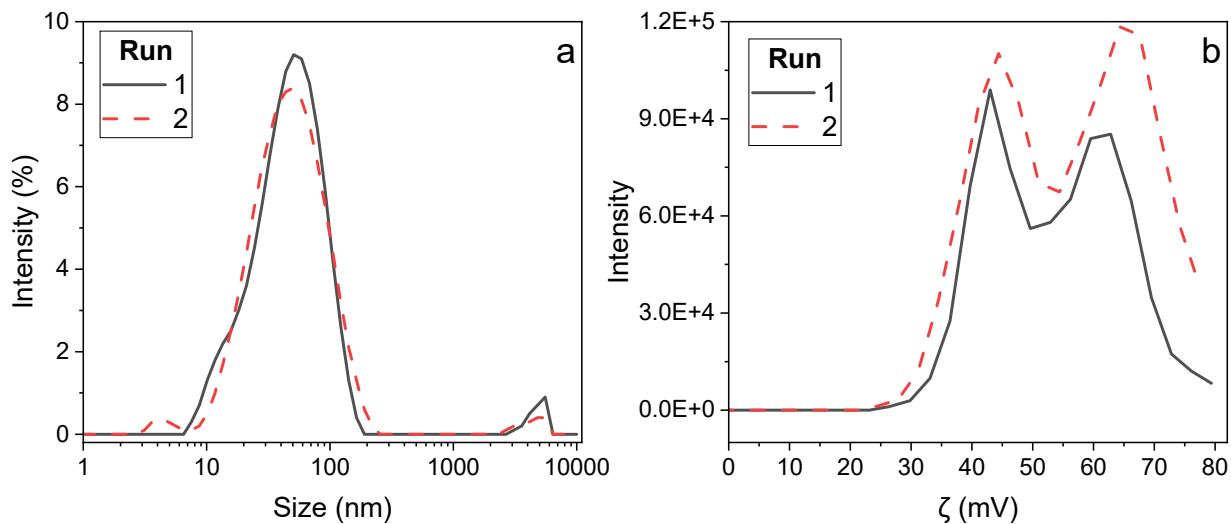 a
Run
1
2
Intensity (%)
10
8
6
4
2
0
1
10
100
1000
10000
Size (nm)
b
Run
1
2
Intensity
1.2E+5
9.0E+4
6.0E+4
3.0E+4
0.0E+0
0
10
20
30
40
50
60
70
80
ζ (mV)